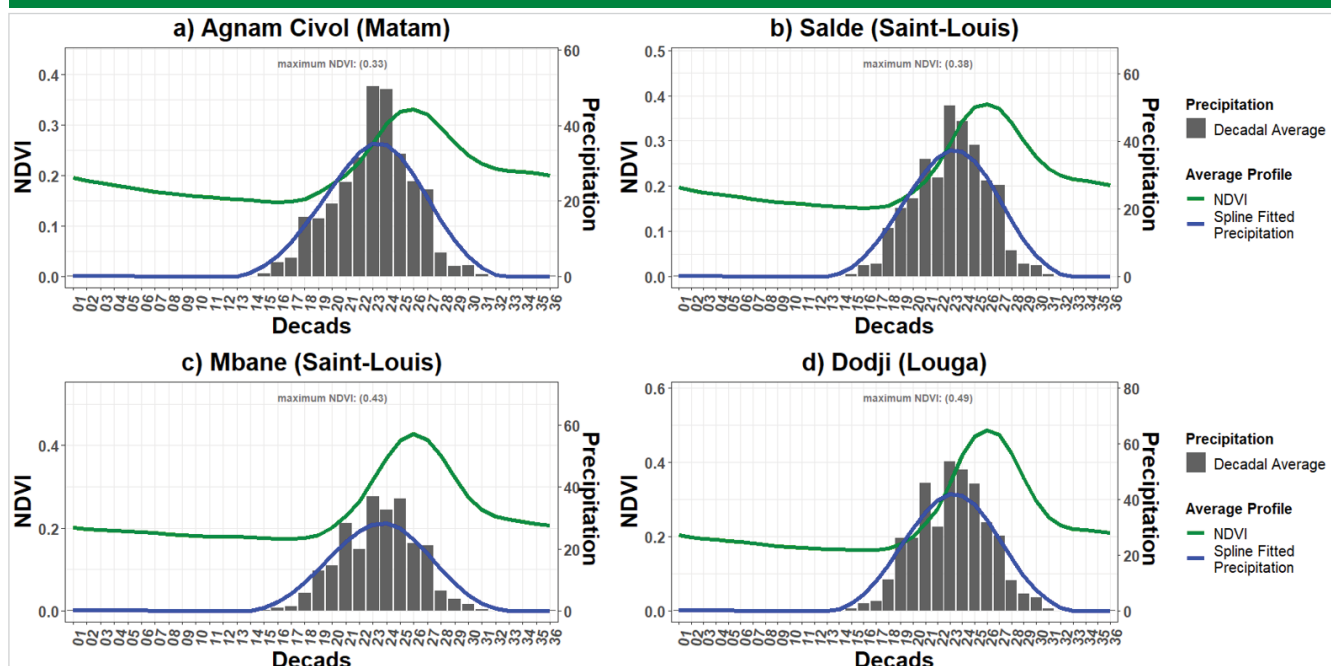 a) Agnam Civol (Matam)
maximum NDVI: (0.33)
NDVI
0.4
0.3
0.2
0.1
0.0
60
40
20
0
Precipitation
01 02 03 04 05 06 07 08 09 10 11 12 13 14 15 16 17 18 19 20 21 22 23 24 25 26 27 28 29 30 31 32 33 34 35 36
Decads
b) Salde (Saint-Louis)
maximum NDVI: (0.38)
NDVI
0.5
0.4
0.3
0.2
0.1
0.0
60
40
20
0
Precipitation
01 02 03 04 05 06 07 08 09 10 11 12 13 14 15 16 17 18 19 20 21 22 23 24 25 26 27 28 29 30 31 32 33 34 35 36
Decads
Precipitation
Decadal Average
Average Profile
NDVI
Spline Fitted
Precipitation
c) Mbane (Saint-Louis)
maximum NDVI: (0.43)
NDVI
0.4
0.2
0.0
60
40
20
0
Precipitation
01 02 03 04 05 06 07 08 09 10 11 12 13 14 15 16 17 18 19 20 21 22 23 24 25 26 27 28 29 30 31 32 33 34 35 36
Decads
d) Dodji (Louga)
maximum NDVI: (0.49)
NDVI
0.6
0.4
0.2
0.0
80
60
40
20
0
Precipitation
01 02 03 04 05 06 07 08 09 10 11 12 13 14 15 16 17 18 19 20 21 22 23 24 25 26 27 28 29 30 31 32 33 34 35 36
Decads
Precipitation
Decadal Average
Average Profile
NDVI
Spline Fitted
Precipitation